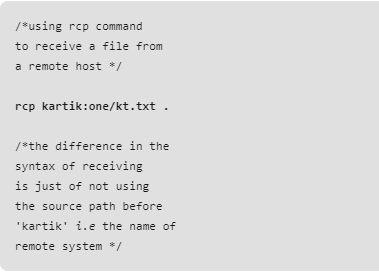 /*using rcp command
to receive a file from
a remote host */
rcp kartik:one/kt.txt .
/*the difference in the
syntax of receiving
is just of not using
the source path before
'kartik' i.e the name of
remote system */